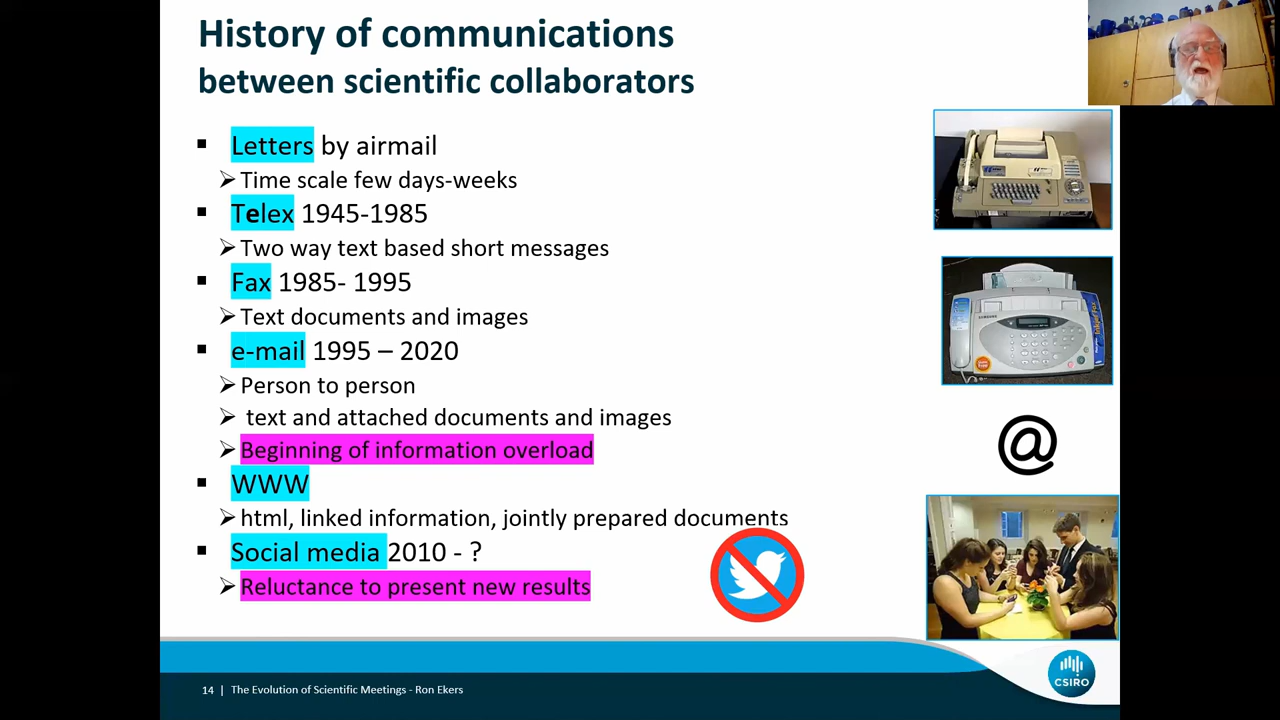 History of communications
between scientific collaborators
Letters by airmail
Time scale few days-weeks
Telex 1945-1985
Two way text based short messages
Fax 1985- 1995
Text documents and images
e-mail 1995 – 2020
Person to person
text and attached documents and images
Beginning of information overload
@
WWW
html, linked information, jointly prepared documents
Social media 2010 - ?
Reluctance to present new results
CSIRO
14 | The Evolution of Scientific Meetings - Ron Ekers